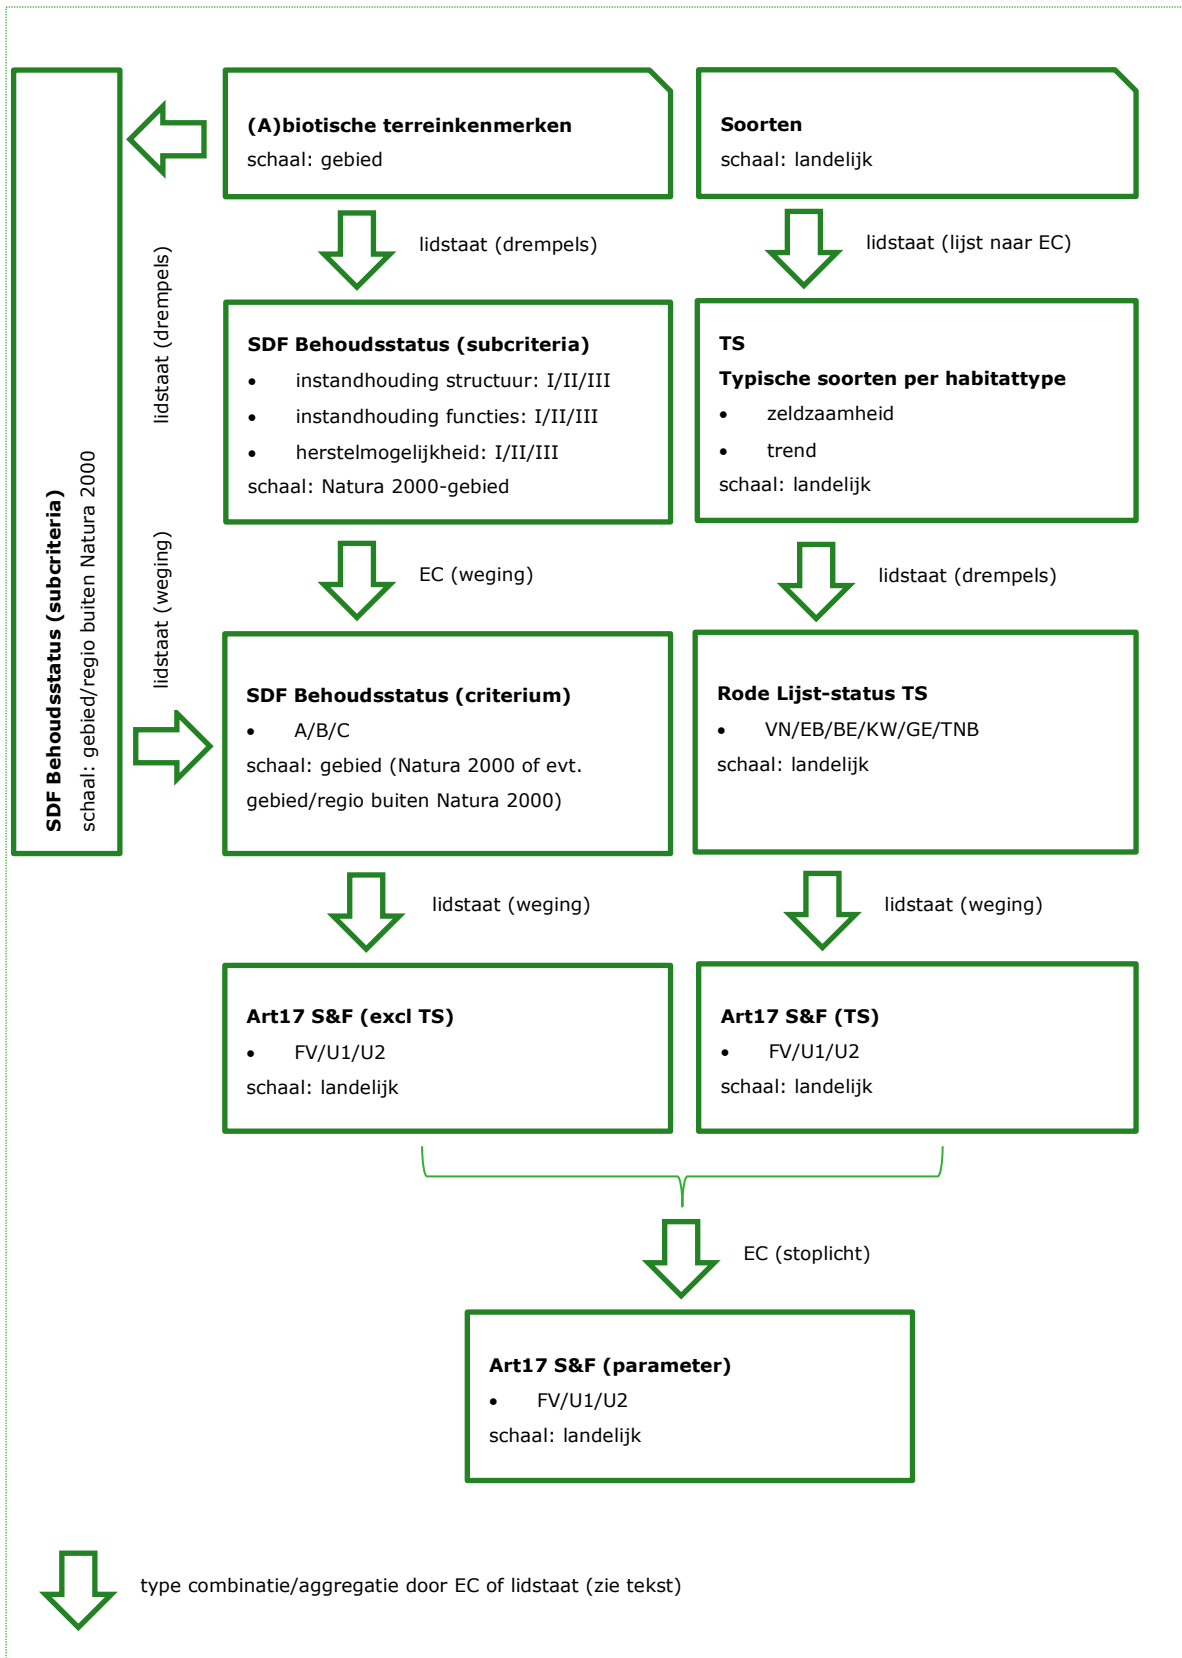 (A)biotische terreinkenmerken
schaal: gebied
Soorten
schaal: landelijk
lidstaat (drempels)
lidstaat (lijst naar EC)
SDF Behoudsstatus (subcriteria)
schaal: gebied/regio buiten Natura 2000
lidstaat (drempels)
lidstaat (weging)
SDF Behoudsstatus (subcriteria)
• instandhouding structuur: I/II/III
• instandhouding functies: I/II/III
• herstelmogelijkheid: I/II/III
schaal: Natura 2000-gebied
TS
Typische soorten per habitattype
• zeldzaamheid
• trend
schaal: landelijk
EC (weging)
lidstaat (drempels)
SDF Behoudsstatus (criterium)
• A/B/C
schaal: gebied (Natura 2000 of evt.
gebied/regio buiten Natura 2000)
Rode Lijst-status TS
• VN/EB/BE/KW/GE/TNB
schaal: landelijk
lidstaat (weging)
lidstaat (weging)
Art17 S&F (excl TS)
• FV/U1/U2
schaal: landelijk
Art17 S&F (TS)
• FV/U1/U2
schaal: landelijk
EC (stoplicht)
Art17 S&F (parameter)
• FV/U1/U2
schaal: landelijk
type combinatie/aggregatie door EC of lidstaat (zie tekst)